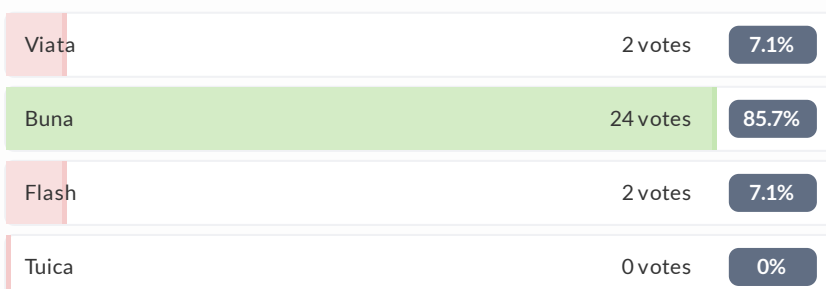 Viata 2 votes 7.1%
Buna 24 votes 85.7%
Flash 2 votes 7.1%
Tuica 0 votes 0%